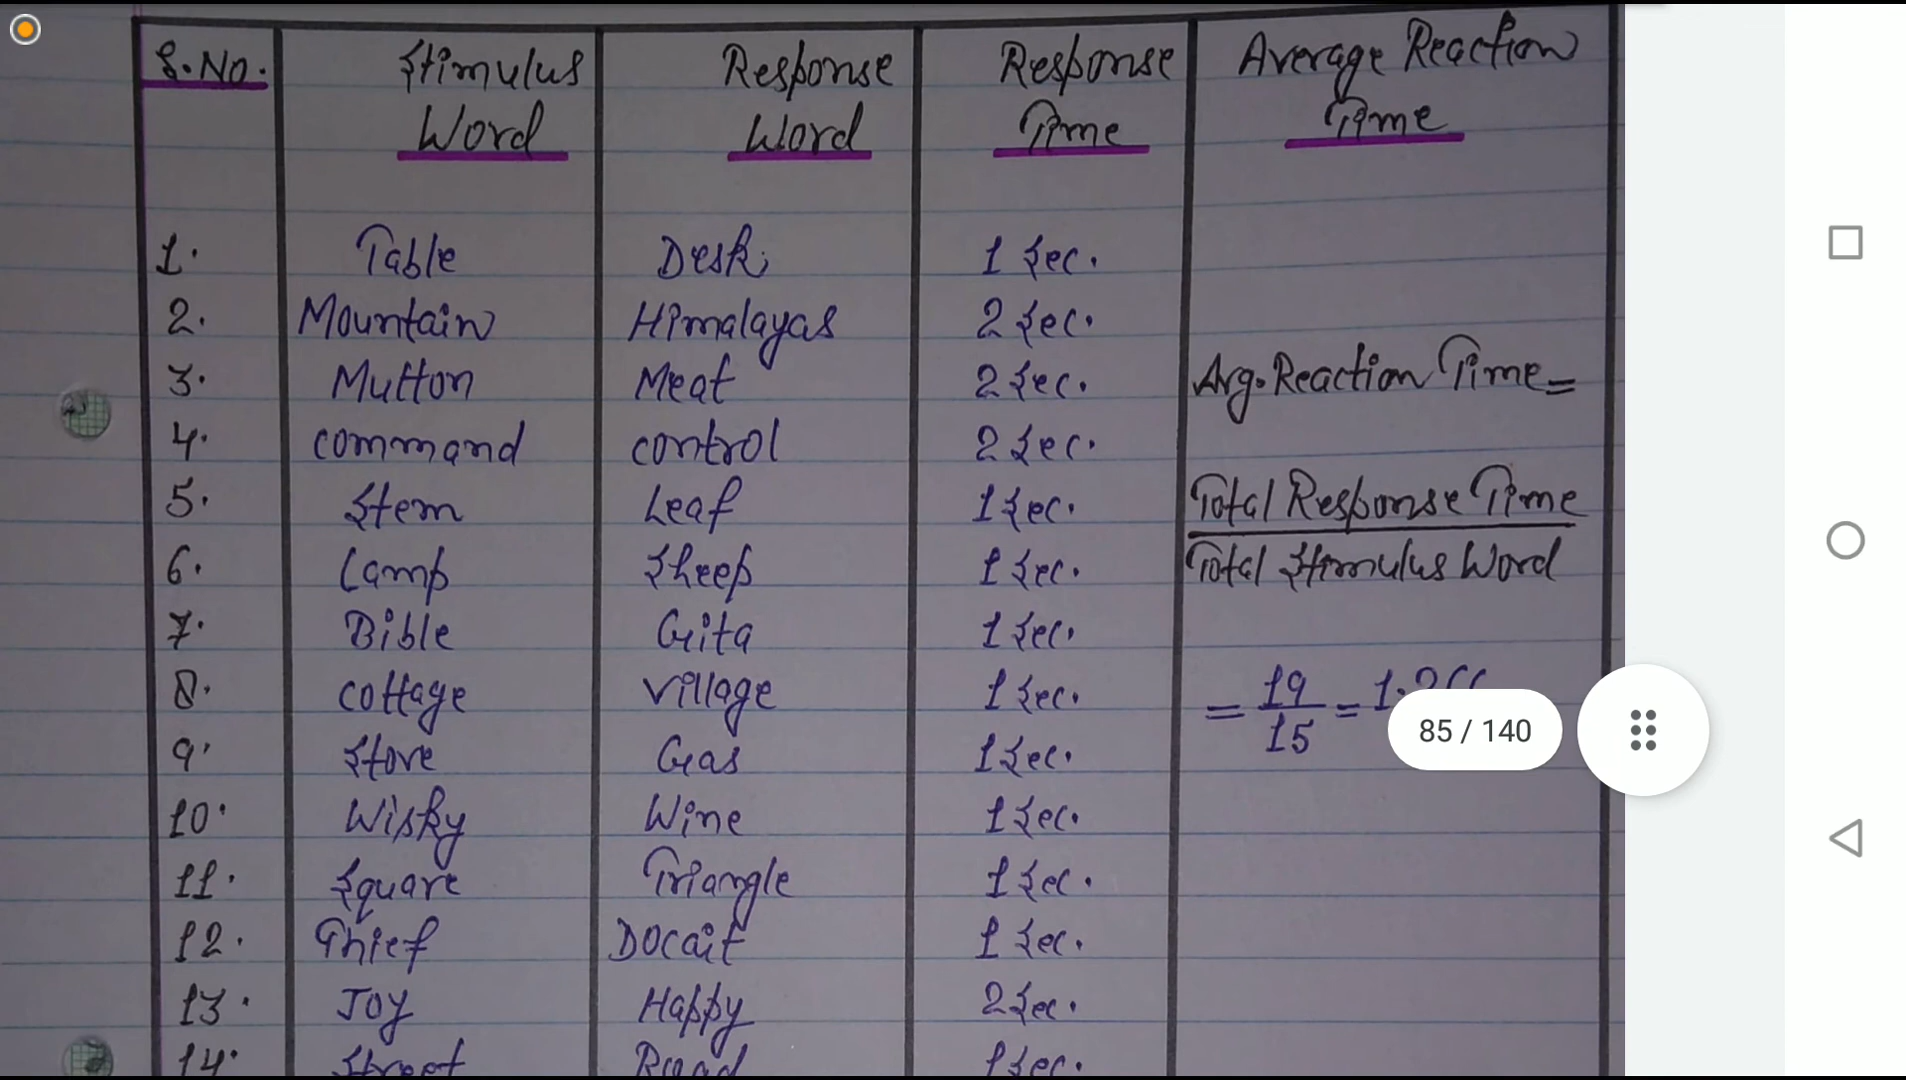 S.No. Stimulus Word Response Word Response Time Average Reaction Time
1. Table Desk 1 Sec.
2. Mountain Himalayas 2 Sec.
3. Mutton Meat 2 Sec. Avg. Reaction Time =
4. Command Control 2 Sec.
5. Stem Leaf 1 Sec. Total Response Time
6. Lamp Sheep 1 Sec. Total Stimulus Word
7. Bible Gita 1 Sec.
8. Cottage Village 1 Sec. = 19/15 =
85 / 140
9. Stove Gas 1 Sec.
10. Wisky Wine 1 Sec.
11. Square Triangle 1 Sec.
12. Thief Docait 1 Sec.
13. Joy Happy 2 Sec.
14. Street Road 1 Sec.